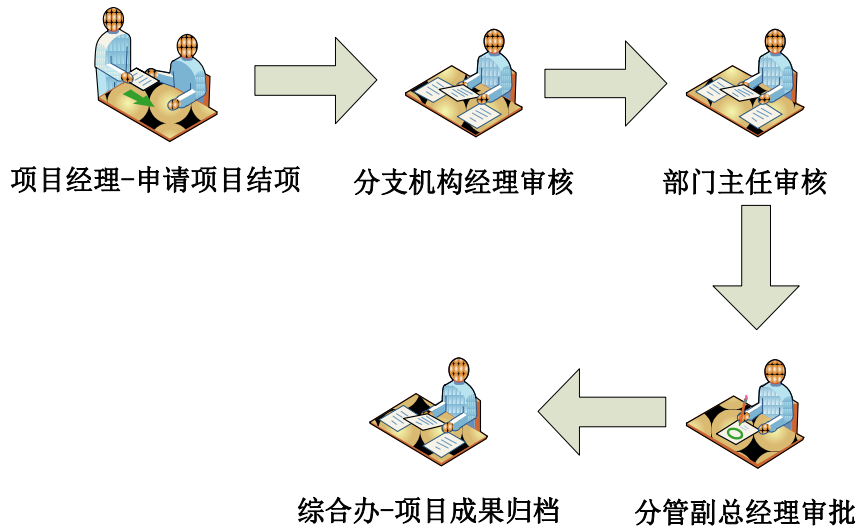 项目经理-申请项目结项
分支机构经理审核
部门主任审核
综合办-项目成果归档
分管副总经理审批